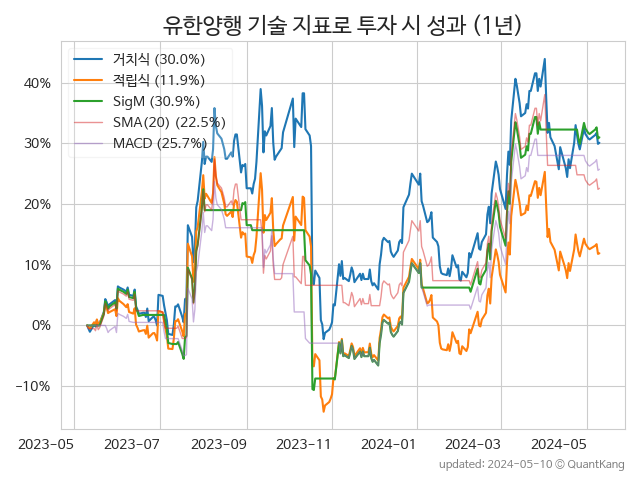 유한양행 기술 지표로 투자 시 성과 (1년)
거치식 (30.0%)
적립식 (11.9%)
SigM (30.9%)
SMA(20) (22.5%)
MACD (25.7%)
40%
30%
20%
10%
0%
−10%
2023-05 2023-07 2023-09 2023-11 2024-01 2024-03 2024-05
updated: 2024-05-10 ⓒ QuantKang